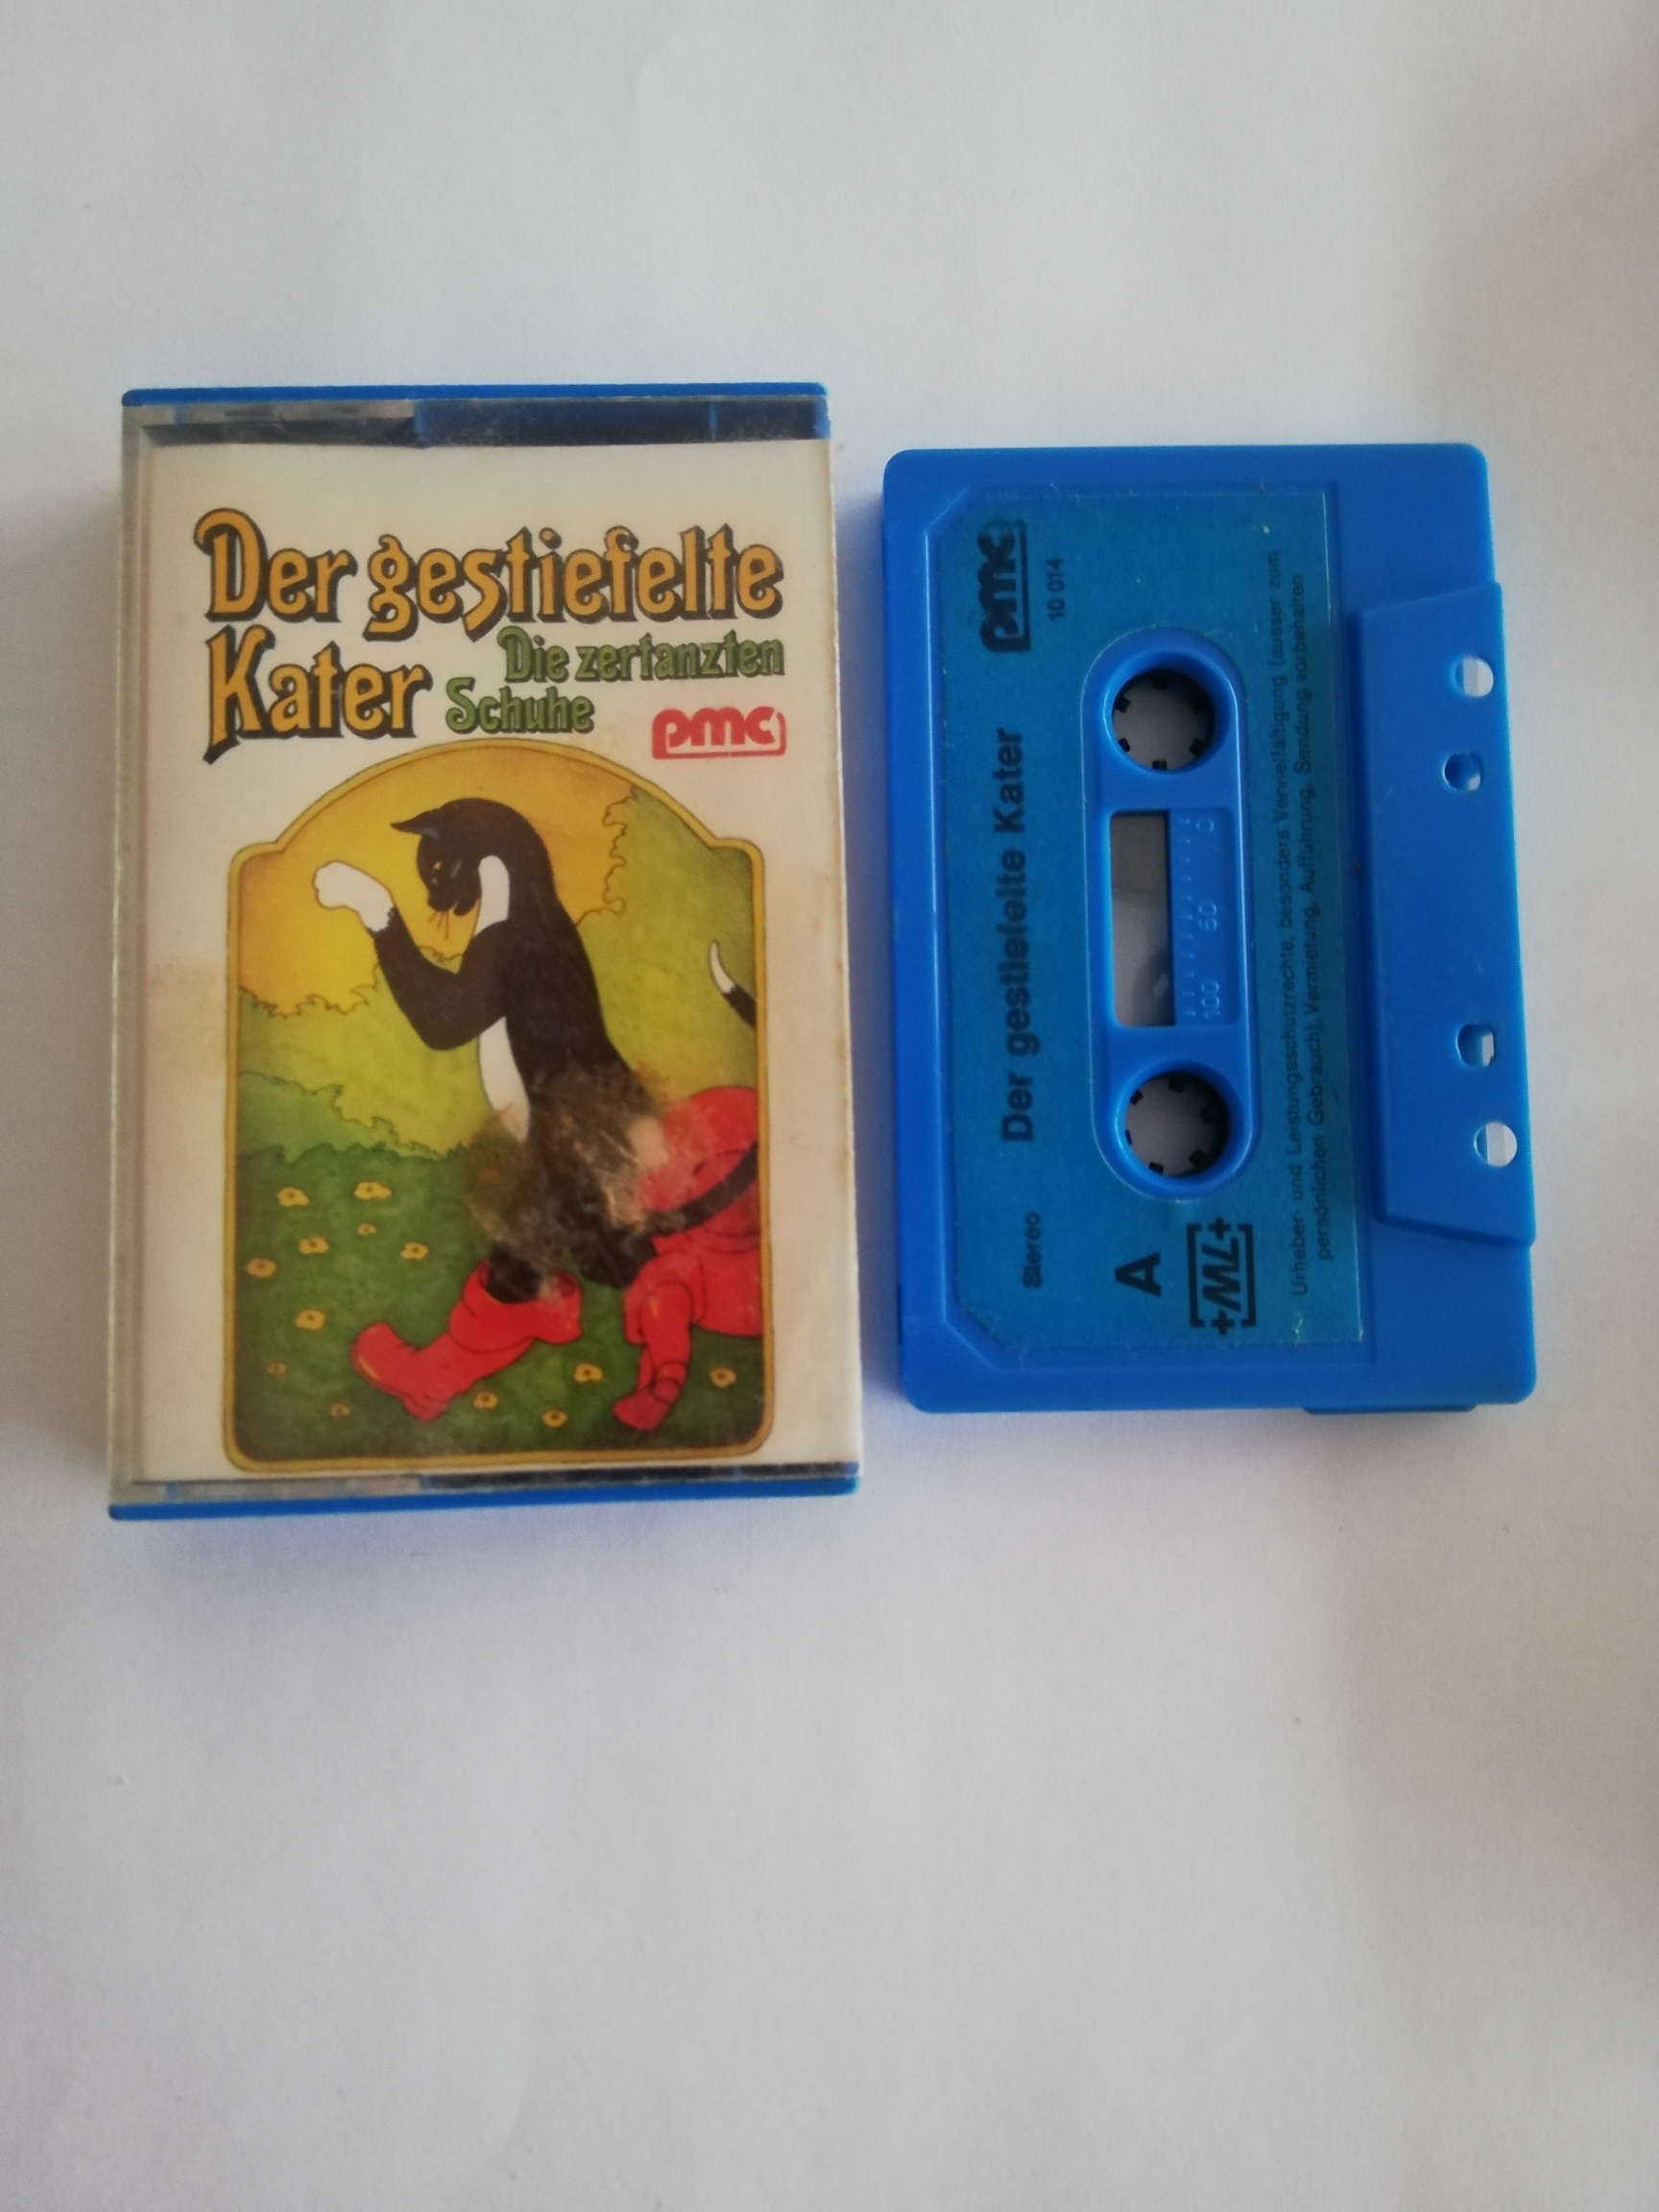 Der gestiefelte
Kater
Die zertanzten
Schuhe
pmc
pmc
10 014
Stereo
Der gestiefelte Kater
A
100 50 0
Urheber- und Leistungsschutzrechte, besonders Vervielfältigung (ausser zum
persönlichen Gebrauch), Vermietung, Aufführung, Sendung vorbehalten